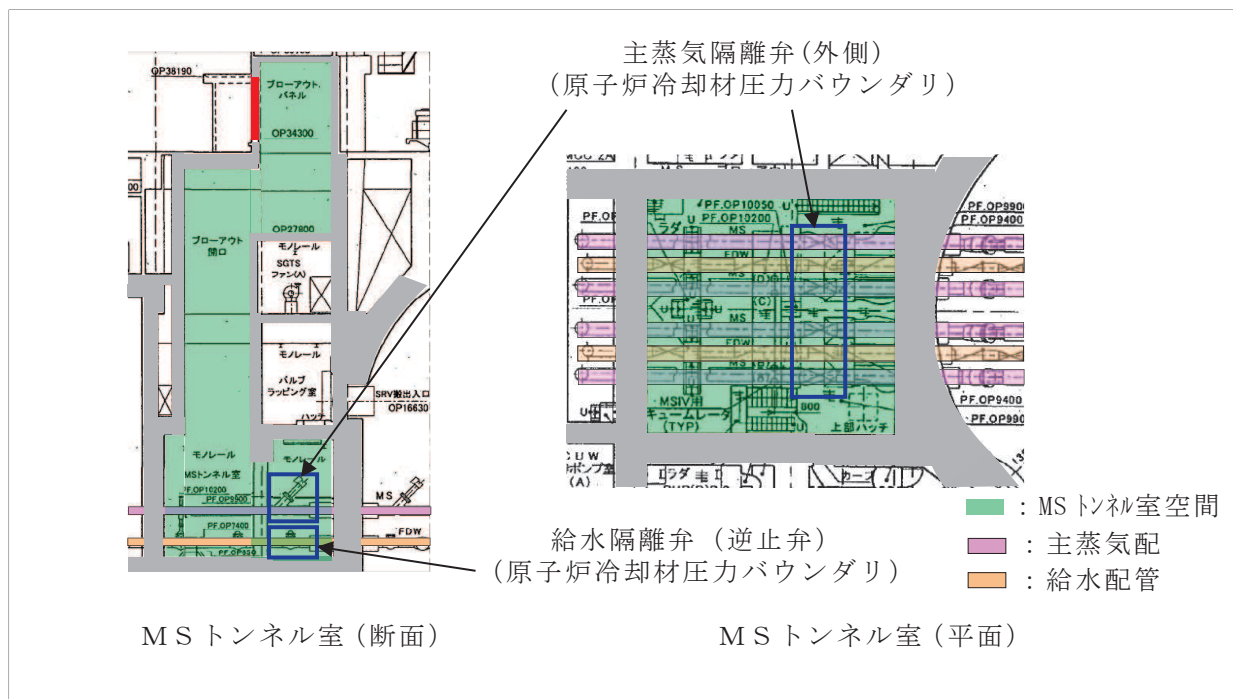 主蒸気隔離弁(外側)
(原子炉冷却材圧力バウンダリ)
OP38190
ブローアウト
パネル
OP34300
OP27800
ブローアウト
開口
モノレール
SGTS
ファン(A)
モノレール
バルブ
ラッピング室
SRV搬出入口
OP16630
ハッチ
モノレール
モノレール
MSトンネル室
PF.OP10200
PF.OP9900
MS
PF.OP7400
FDW
PF.OP10050
PF.OP10200
U
ラダ
MS
FDW
MS
(C)
MS
PF.OP9900
PF.OP9400
PF.OP9400
MSIV用
キュームレータ
(TYP)
800
上部ハッチ
CUW
(A)
ラダ
カーブ
給水隔離弁(逆止弁)
(原子炉冷却材圧力バウンダリ)
:MSトンネル室空間
:主蒸気配
:給水配管
MSトンネル室(断面)
MSトンネル室(平面)